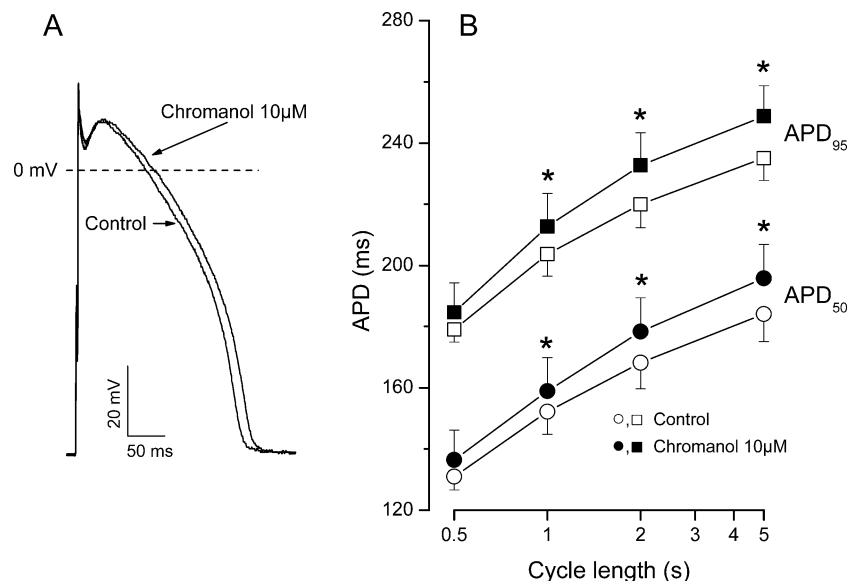 A
Chromanol 10µM
0 mV
Control
20 mV
50 ms
B
280
240
200
160
120
APD (ms)
* * *
APD95
* * *
APD50
○,□ Control
●,■ Chromanol 10µM
0.5 1 2 3 4 5
Cycle length (s)